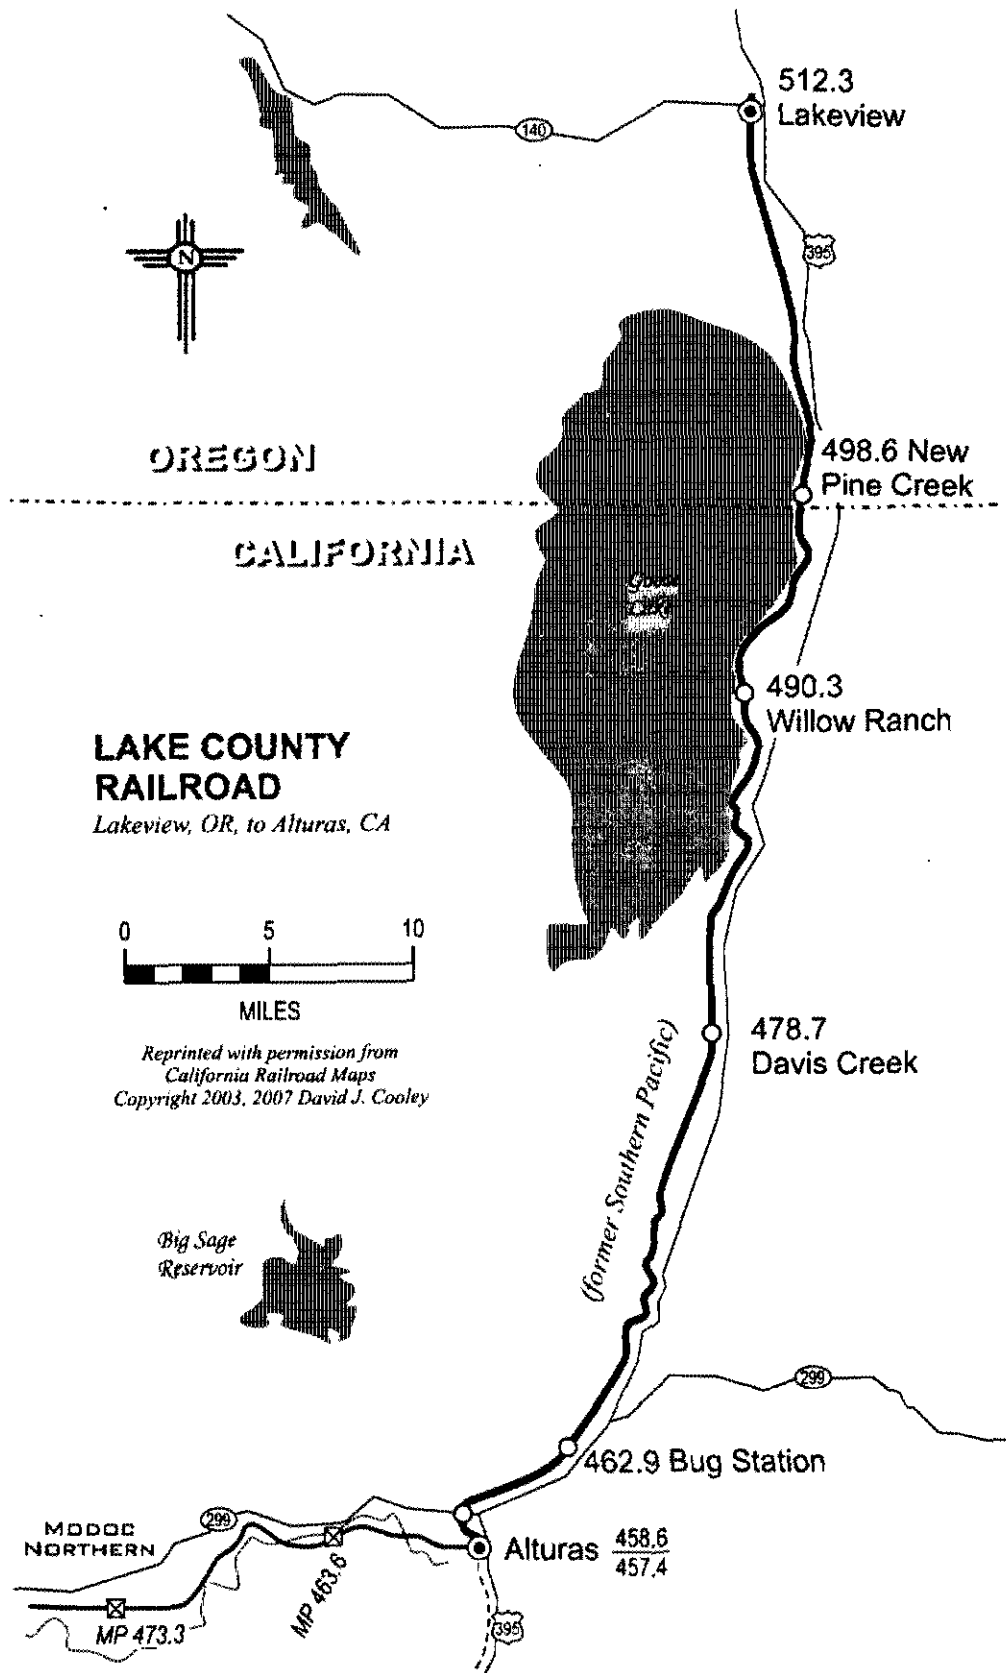 512.3
Lakeview
140
N
395
OREGON
498.6 New
Pine Creek
CALIFORNIA
Goose
Lake
490.3
Willow Ranch
LAKE COUNTY
RAILROAD
Lakeview, OR, to Alturas, CA
0 5 10
MILES
478.7
Davis Creek
Reprinted with permission from
California Railroad Maps
Copyright 2003, 2007 David J. Cooley
(former Southern Pacific)
Big Sage
Reservoir
299
462.9 Bug Station
299
MODOC
NORTHERN
MP 463.6
Alturas 458.6
457.4
MP 473.3
395